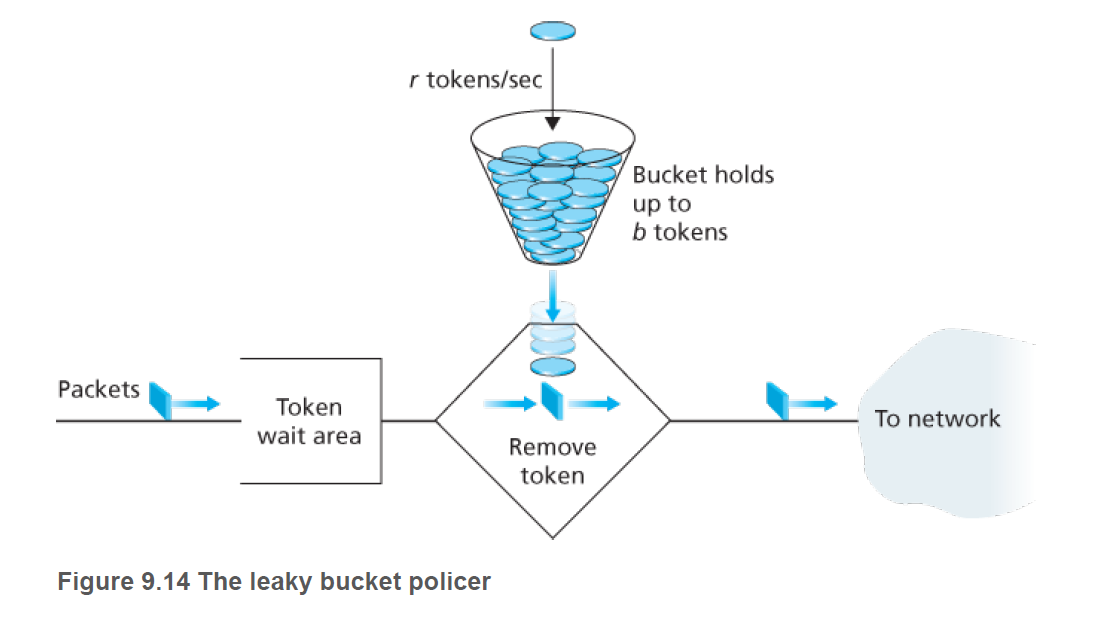 r tokens/sec
Bucket holds
up to
b tokens
Packets
Token
wait area
Remove
token
To network
Figure 9.14 The leaky bucket policer